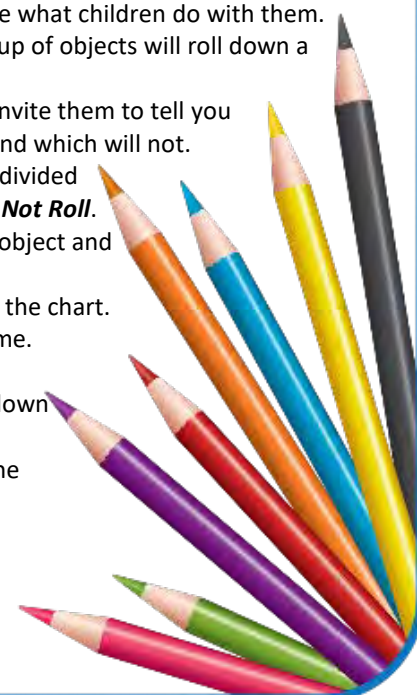 e what children do with them.
up of objects will roll down a
nvite them to tell you
nd which will not.
divided
Not Roll.
object and
the chart.
me.
down
ne